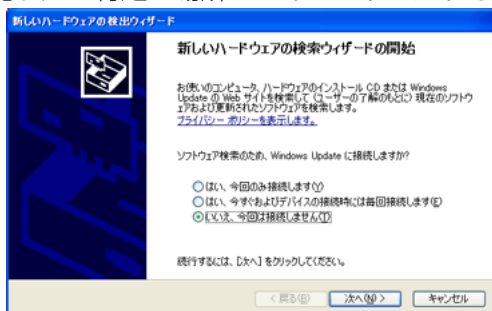 新しいハードウェアの検出ウィザード
新しいハードウェアの検索ウィザードの開始
お使いのコンピュータ、ハードウェアのインストール CD または Windows
Update の Web サイトを検索して (ユーザーの了解のもとに) 現在のソフトウ
ェアおよび更新されたソフトウェアを検索します。
プライバシー ポリシーを表示します。
ソフトウェア検索のため、Windows Update に接続しますか?
はい、今回のみ接続します(Y)
はい、今すぐおよびデバイスの接続時には毎回接続します(E)
いいえ、今回は接続しません(T)
続行するには、[次へ] をクリックしてください。
< 戻る(B) 次へ(N) > キャンセル